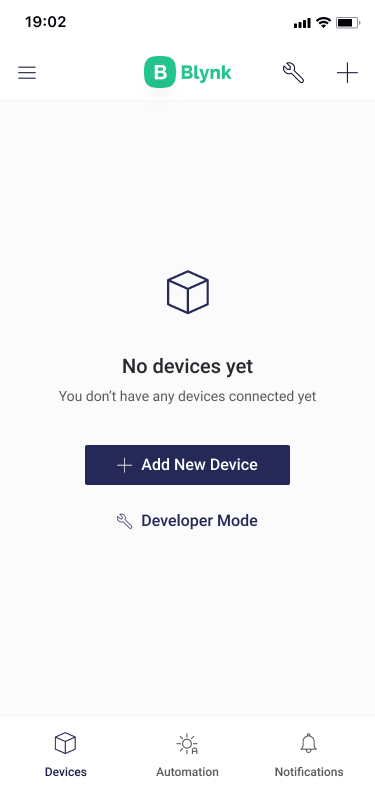 19:02
B Blynk
No devices yet
You don't have any devices connected yet
Add New Device
Developer Mode
Devices
Automation
Notifications